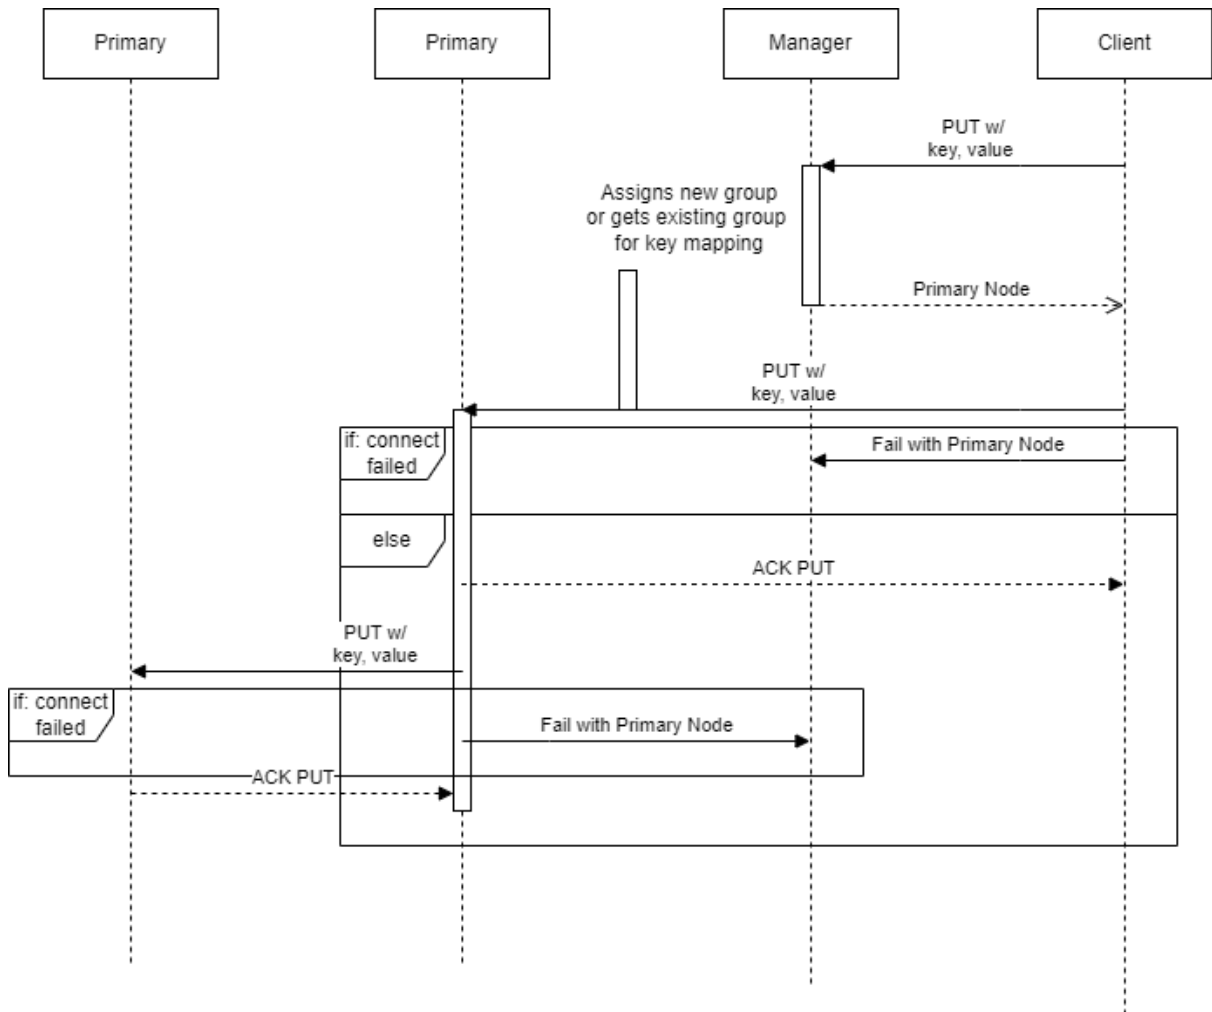 Primary
Primary
Manager
Client
PUT w/
key, value
Assigns new group
or gets existing group
for key mapping
Primary Node
PUT w/
key, value
if: connect
failed
Fail with Primary Node
else
ACK PUT
PUT w/
key, value
if: connect
failed
Fail with Primary Node
ACK PUT